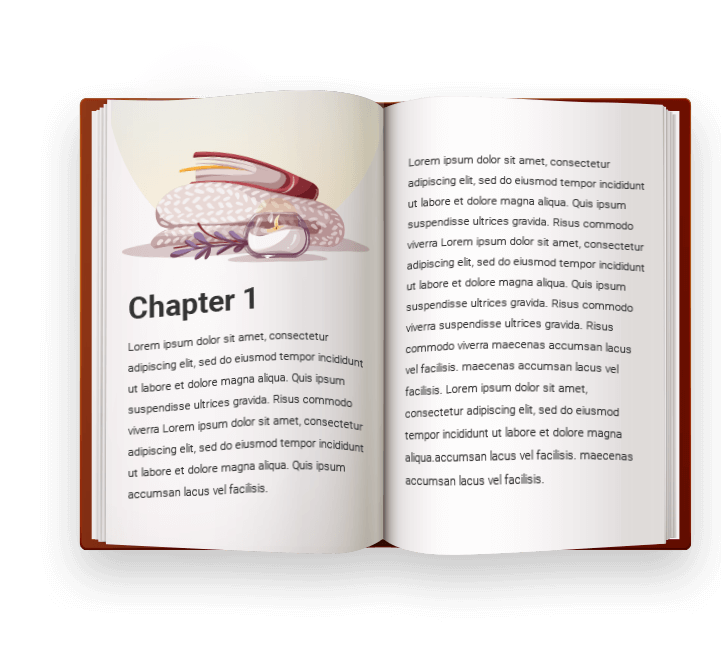 Chapter 1
Lorem ipsum dolor sit amet, consectetur
adipiscing elit, sed do eiusmod tempor incididunt
ut labore et dolore magna aliqua. Quis ipsum
suspendisse ultrices gravida. Risus commodo
viverra Lorem ipsum dolor sit amet, consectetur
adipiscing elit, sed do eiusmod tempor incididunt
ut labore et dolore magna aliqua. Quis ipsum
accumsan lacus vel facilisis.
Lorem ipsum dolor sit amet, consectetur
adipiscing elit, sed do eiusmod tempor incididunt
ut labore et dolore magna aliqua. Quis ipsum
suspendisse ultrices gravida. Risus commodo
viverra Lorem ipsum dolor sit amet, consectetur
adipiscing elit, sed do eiusmod tempor incididunt
ut labore et dolore magna aliqua. Quis ipsum
suspendisse ultrices gravida. Risus commodo
viverra suspendisse ultrices gravida. Risus
commodo viverra maecenas accumsan lacus
vel facilisis. maecenas accumsan lacus vel
facilisis. Lorem ipsum dolor sit amet,
consectetur adipiscing elit, sed do eiusmod
tempor incididunt ut labore et dolore magna
aliqua.accumsan lacus vel facilisis. maecenas
accumsan lacus vel facilisis.